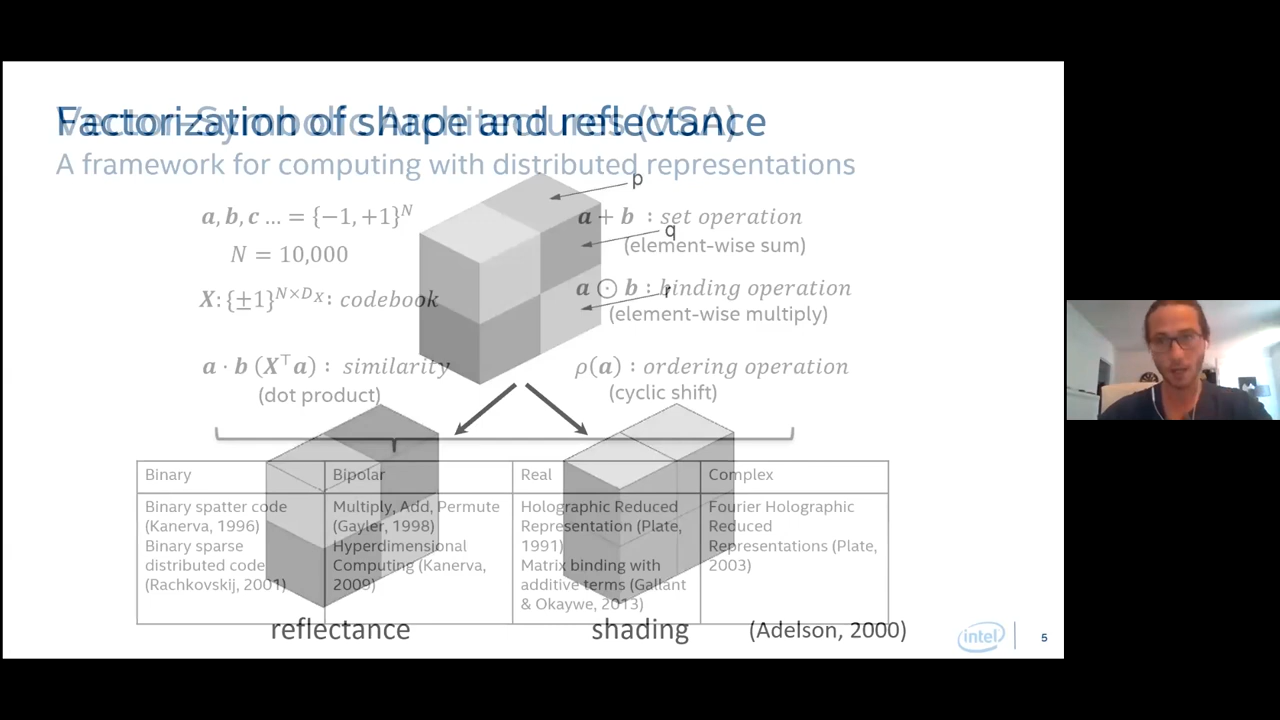 Factorization of shape and reflectance
Vector-Symbolic Architectures (VSA)
A framework for computing with distributed representations
p
q
r
𝒂, 𝒃, 𝒄 … = {−1, +1}^N
N = 10,000
𝑿: {±1}^{N×D_X}: codebook
𝒂 · 𝒃 (𝑿^⊤𝒂) : similarity
(dot product)
𝒂 + 𝒃 : set operation
(element-wise sum)
𝒂 ⊙ 𝒃 : binding operation
(element-wise multiply)
ρ(𝒂) : ordering operation
(cyclic shift)
Binary
Binary spatter code
(Kanerva, 1996)
Binary sparse
distributed code
(Rachkovskij, 2001)
Bipolar
Multiply, Add, Permute
(Gayler, 1998)
Hyperdimensional
Computing (Kanerva,
2009)
Real
Holographic Reduced
Representation (Plate,
1991)
Matrix binding with
additive terms (Gallant
& Okaywe, 2013)
Complex
Fourier Holographic
Reduced
Representations (Plate,
2003)
reflectance
shading
(Adelson, 2000)
intel
5